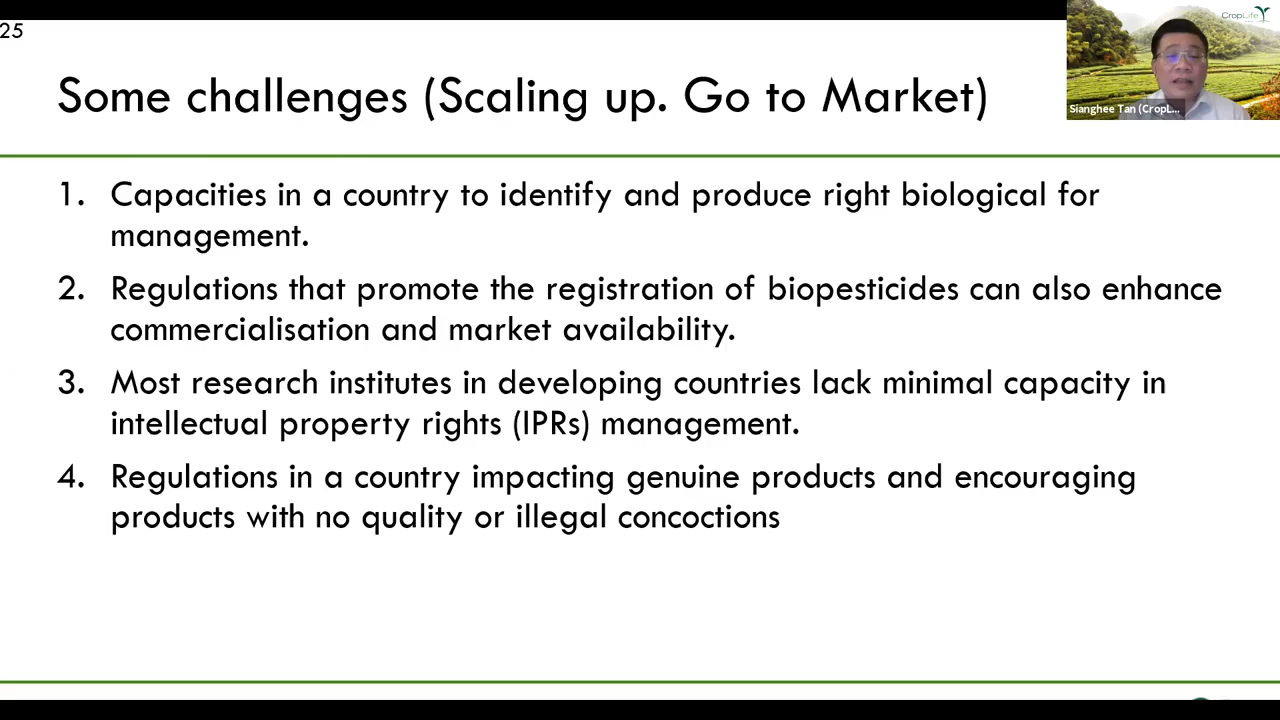 25
CropLife
Sianghee Tan (CropL...
Some challenges (Scaling up. Go to Market)
1. Capacities in a country to identify and produce right biological for
management.
2. Regulations that promote the registration of biopesticides can also enhance
commercialisation and market availability.
3. Most research institutes in developing countries lack minimal capacity in
intellectual property rights (IPRs) management.
4. Regulations in a country impacting genuine products and encouraging
products with no quality or illegal concoctions